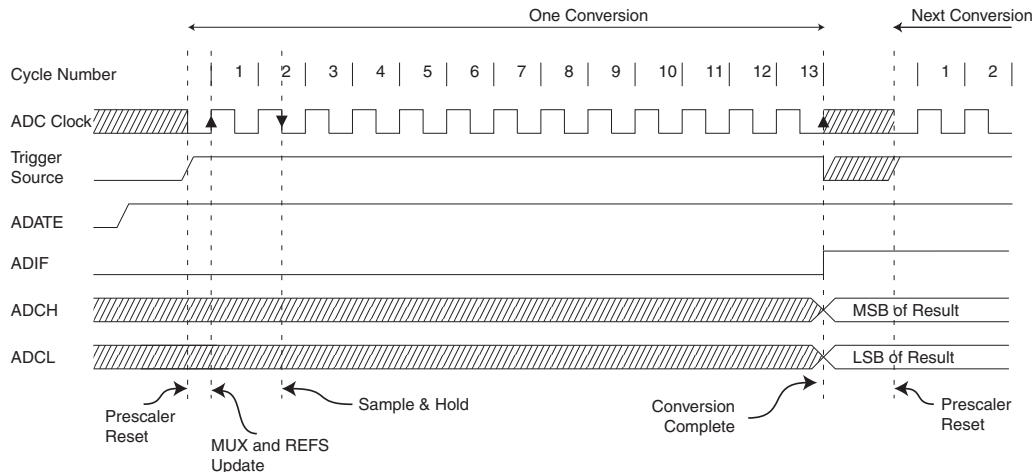 One Conversion
Next Conversion
Cycle Number
1 2 3 4 5 6 7 8 9 10 11 12 13 1 2
ADC Clock
Trigger
Source
ADATE
ADIF
ADCH
MSB of Result
ADCL
LSB of Result
Prescaler
Reset
MUX and REFS
Update
Sample & Hold
Conversion
Complete
Prescaler
Reset